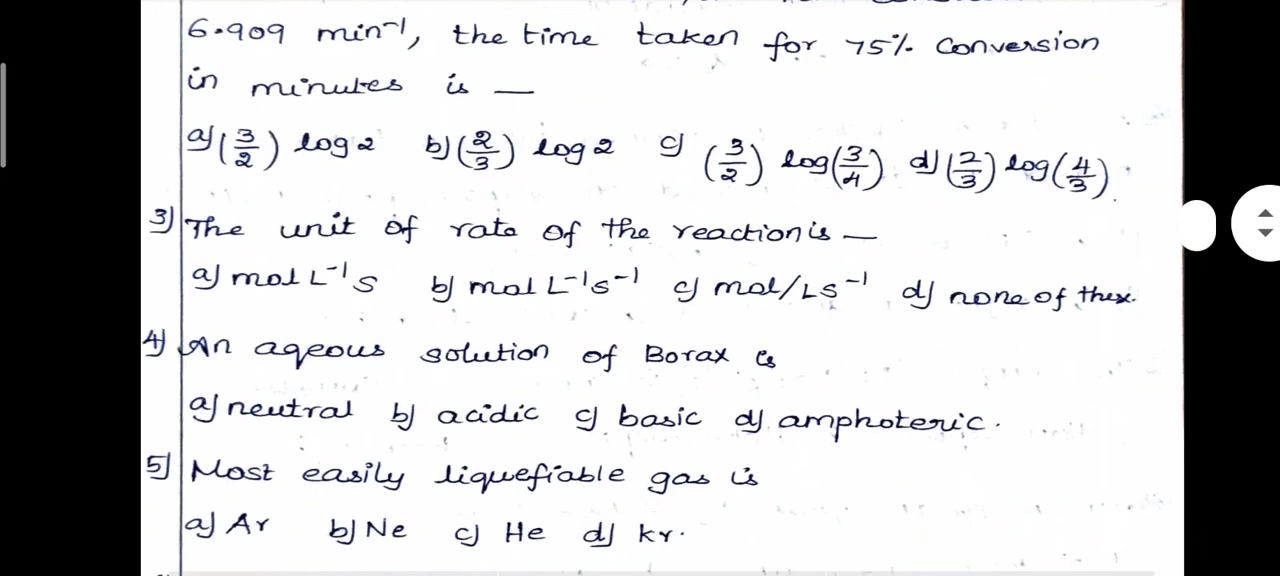 6.909 min⁻¹, the time taken for 75% conversion
in minutes is —
a) (3/2) log 2 b) (2/3) log 2 c) (3/2) log(3/4) d) (2/3) log(4/3).
3) The unit of rate of the reaction is —
a) mol L⁻¹ S b) mol L⁻¹ s⁻¹ c) mol/LS⁻¹ d) none of these.
4) An aqeous solution of Borax is
a) neutral b) acidic c) basic d) amphoteric.
5) Most easily liquefiable gas is
a) Ar b) Ne c) He d) kr.